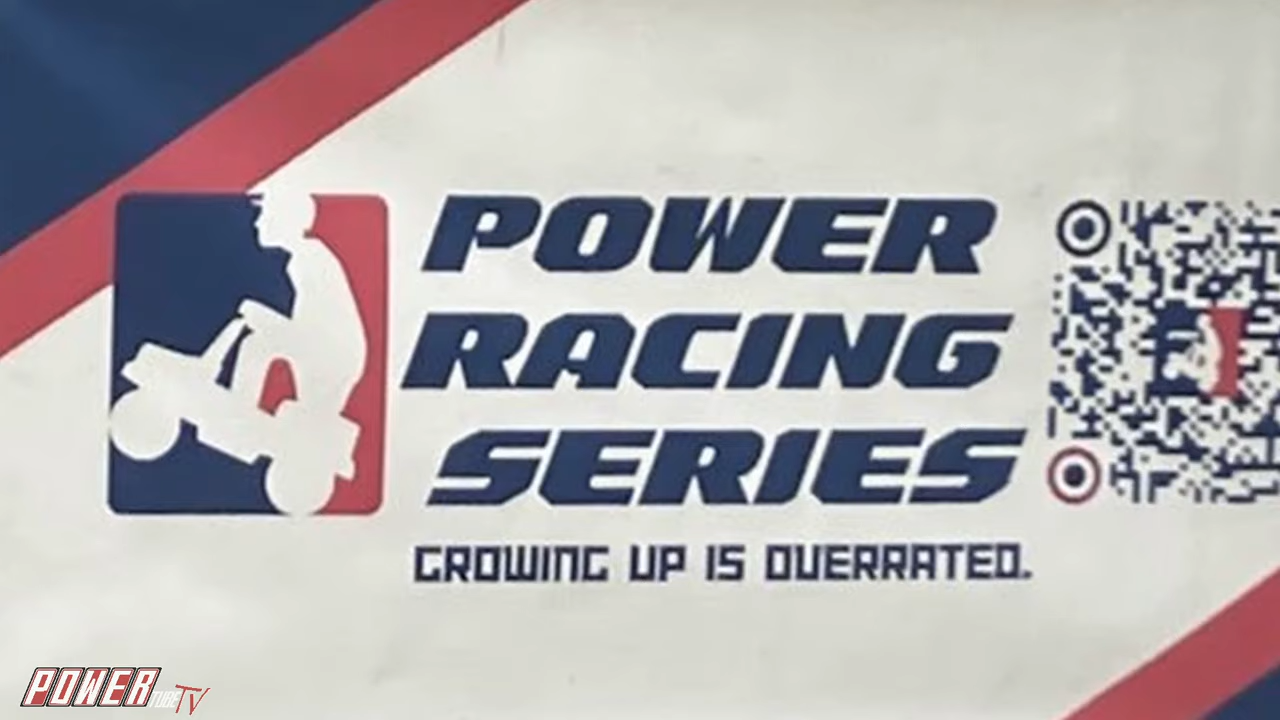 POWER
RACING
SERIES
GROWING UP IS OVERRATED.
POWER TUBE TV